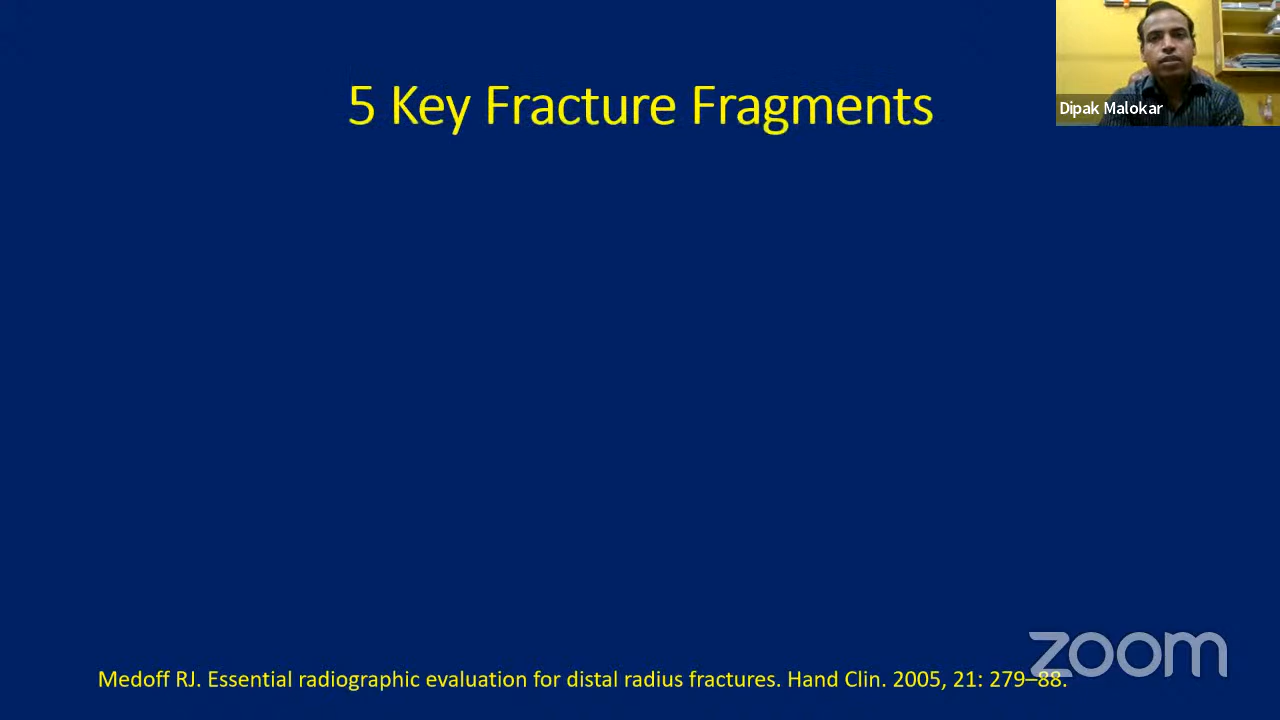 5 Key Fracture Fragments
Dipak Malokar
zoom
Medoff RJ. Essential radiographic evaluation for distal radius fractures. Hand Clin. 2005, 21: 279–88.